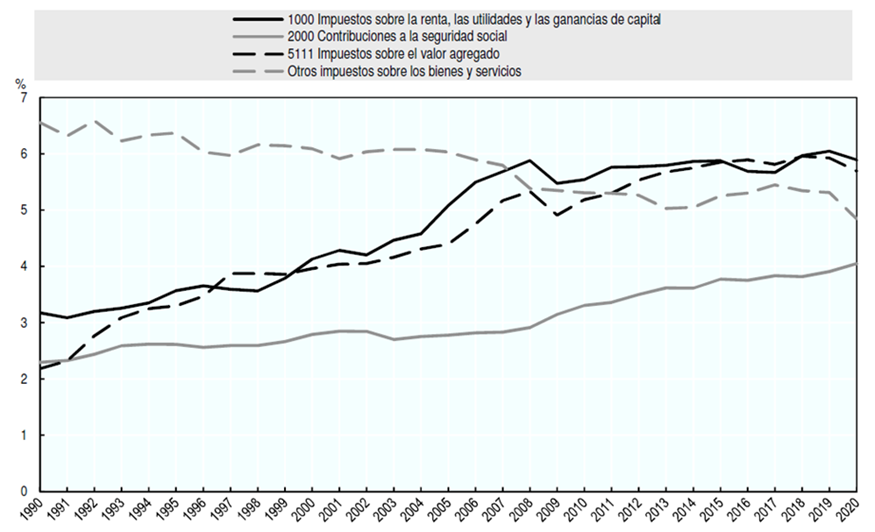 1000 Impuestos sobre la renta, las utilidades y las ganancias de capital
2000 Contribuciones a la seguridad social
5111 Impuestos sobre el valor agregado
Otros impuestos sobre los bienes y servicios
%
7
6
5
4
3
2
1
0
1990 1991 1992 1993 1994 1995 1996 1997 1998 1999 2000 2001 2002 2003 2004 2005 2006 2007 2008 2009 2010 2011 2012 2013 2014 2015 2016 2017 2018 2019 2020